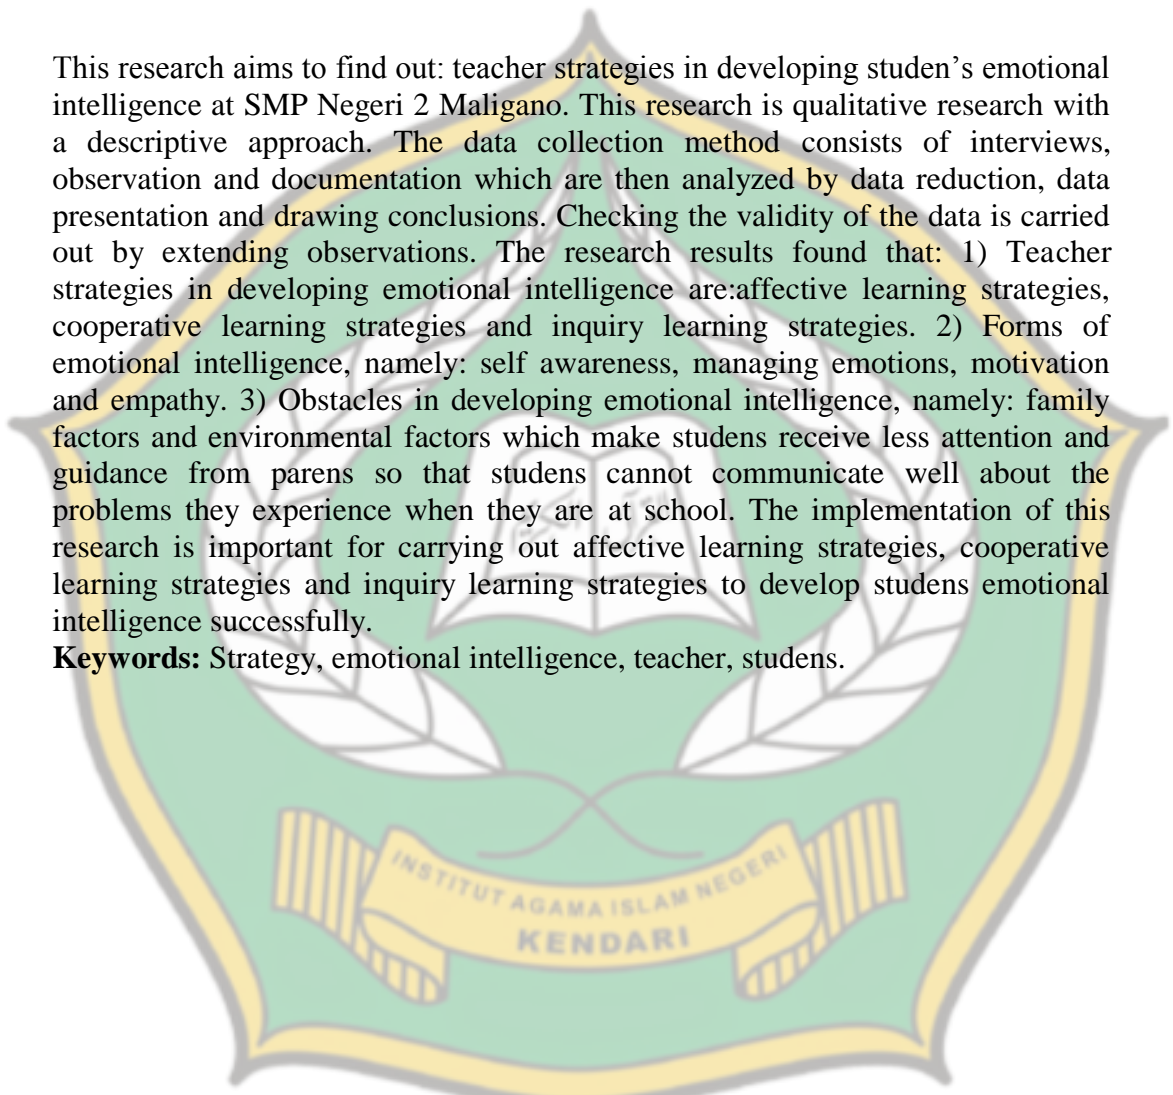 This research aims to find out: teacher strategies in developing studen’s emotional
intelligence at SMP Negeri 2 Maligano. This research is qualitative research with
a descriptive approach. The data collection method consists of interviews,
observation and documentation which are then analyzed by data reduction, data
presentation and drawing conclusions. Checking the validity of the data is carried
out by extending observations. The research results found that: 1) Teacher
strategies in developing emotional intelligence are:affective learning strategies,
cooperative learning strategies and inquiry learning strategies. 2) Forms of
emotional intelligence, namely: self awareness, managing emotions, motivation
and empathy. 3) Obstacles in developing emotional intelligence, namely: family
factors and environmental factors which make studens receive less attention and
guidance from parens so that studens cannot communicate well about the
problems they experience when they are at school. The implementation of this
research is important for carrying out affective learning strategies, cooperative
learning strategies and inquiry learning strategies to develop studens emotional
intelligence successfully.
Keywords: Strategy, emotional intelligence, teacher, studens.
INSTITUT AGAMA ISLAM NEGERI
KENDARI